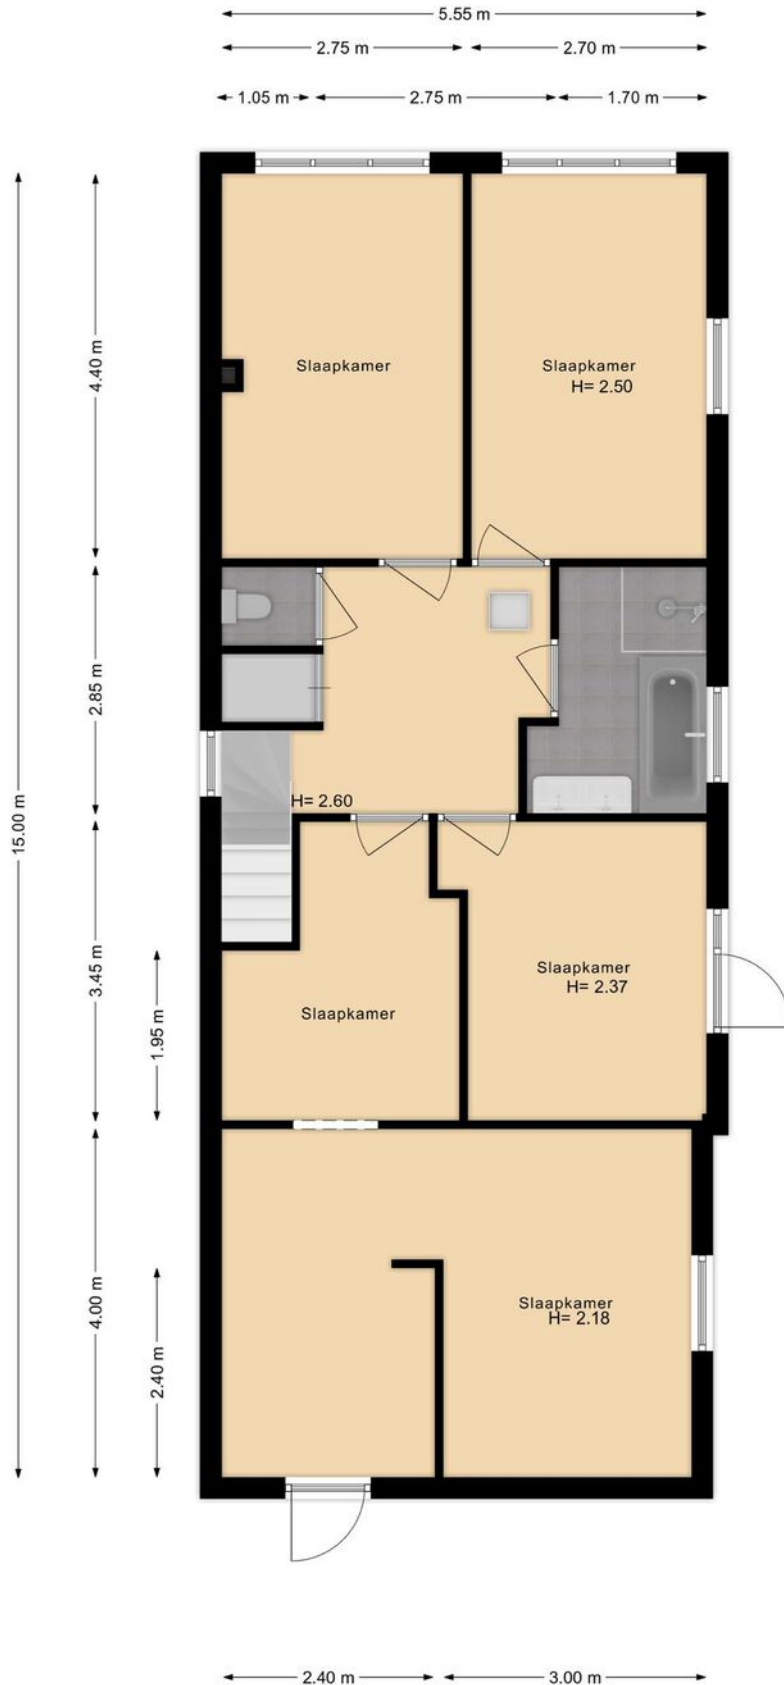 5.55 m
2.75 m
2.70 m
1.05 m
2.75 m
1.70 m
15.00 m
4.40 m
2.85 m
3.45 m
1.95 m
4.00 m
2.40 m
Slaapkamer
Slaapkamer
H= 2.50
H= 2.60
Slaapkamer
H= 2.37
Slaapkamer
Slaapkamer
H= 2.18
2.40 m
3.00 m